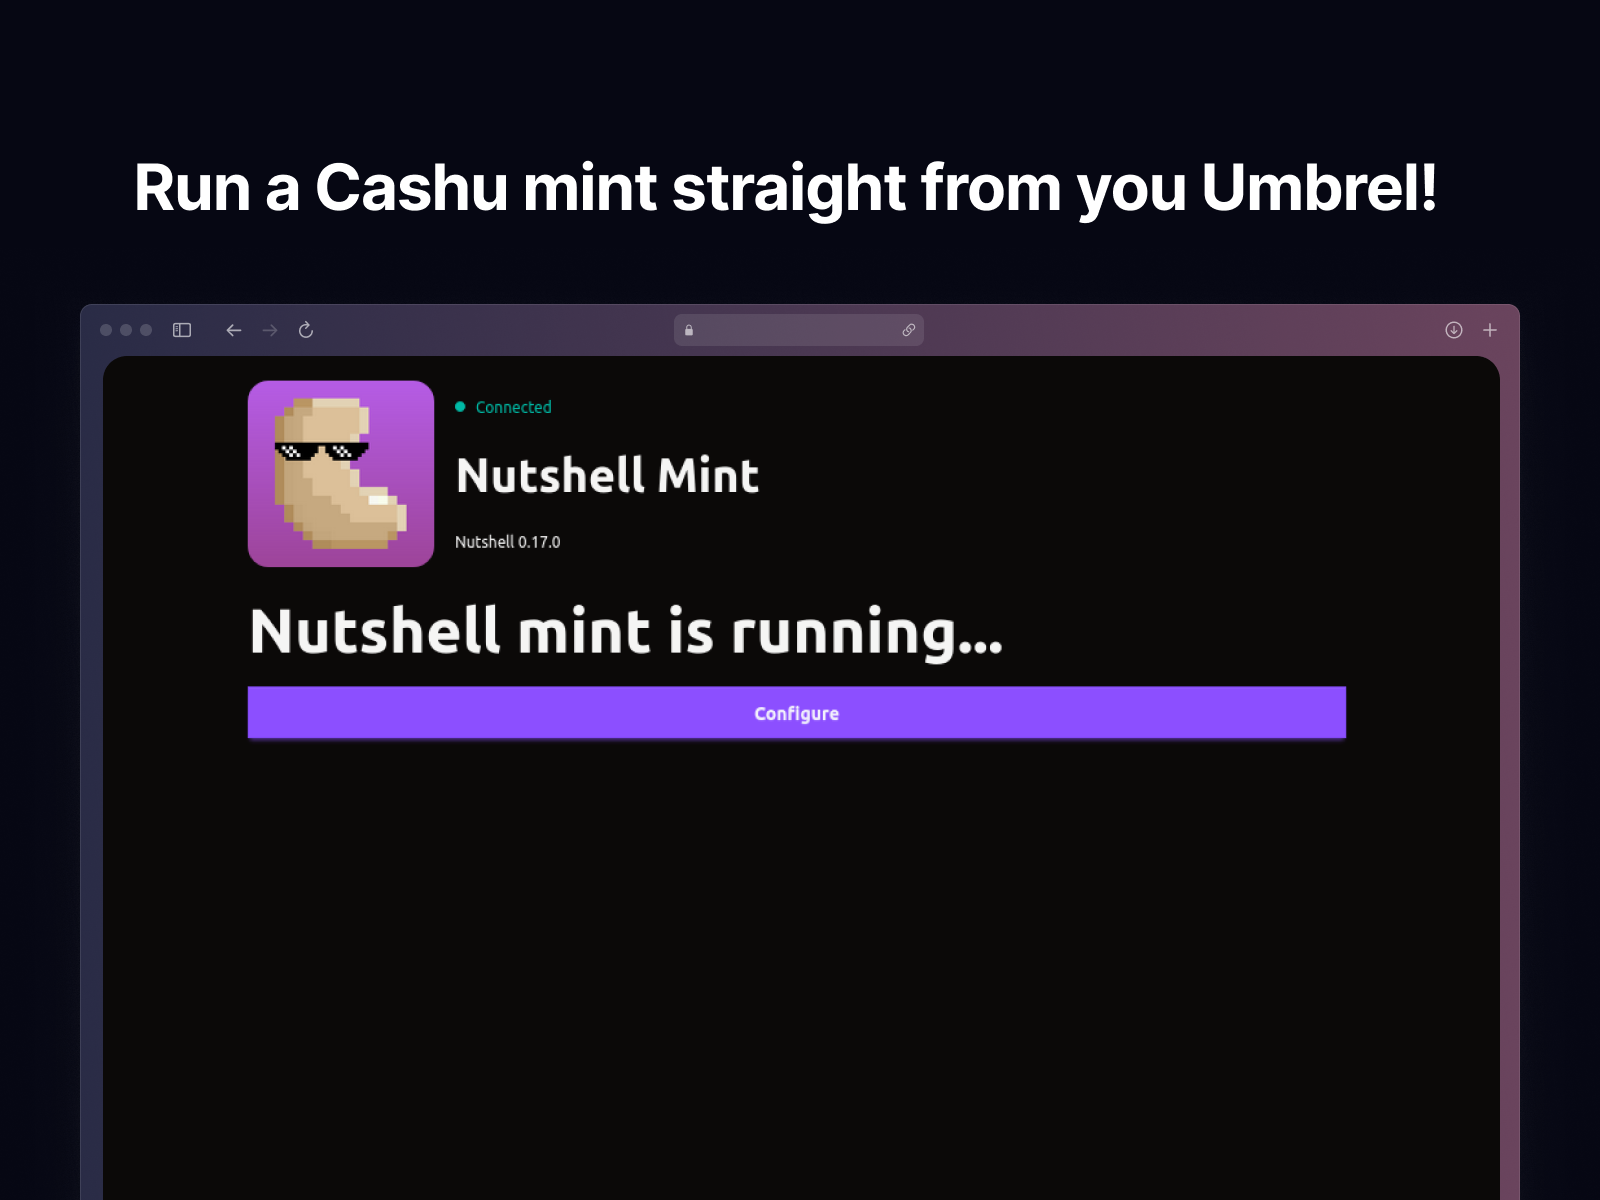 Run a Cashu mint straight from you Umbrel!
Connected
Nutshell Mint
Nutshell 0.17.0
Nutshell mint is running...
Configure